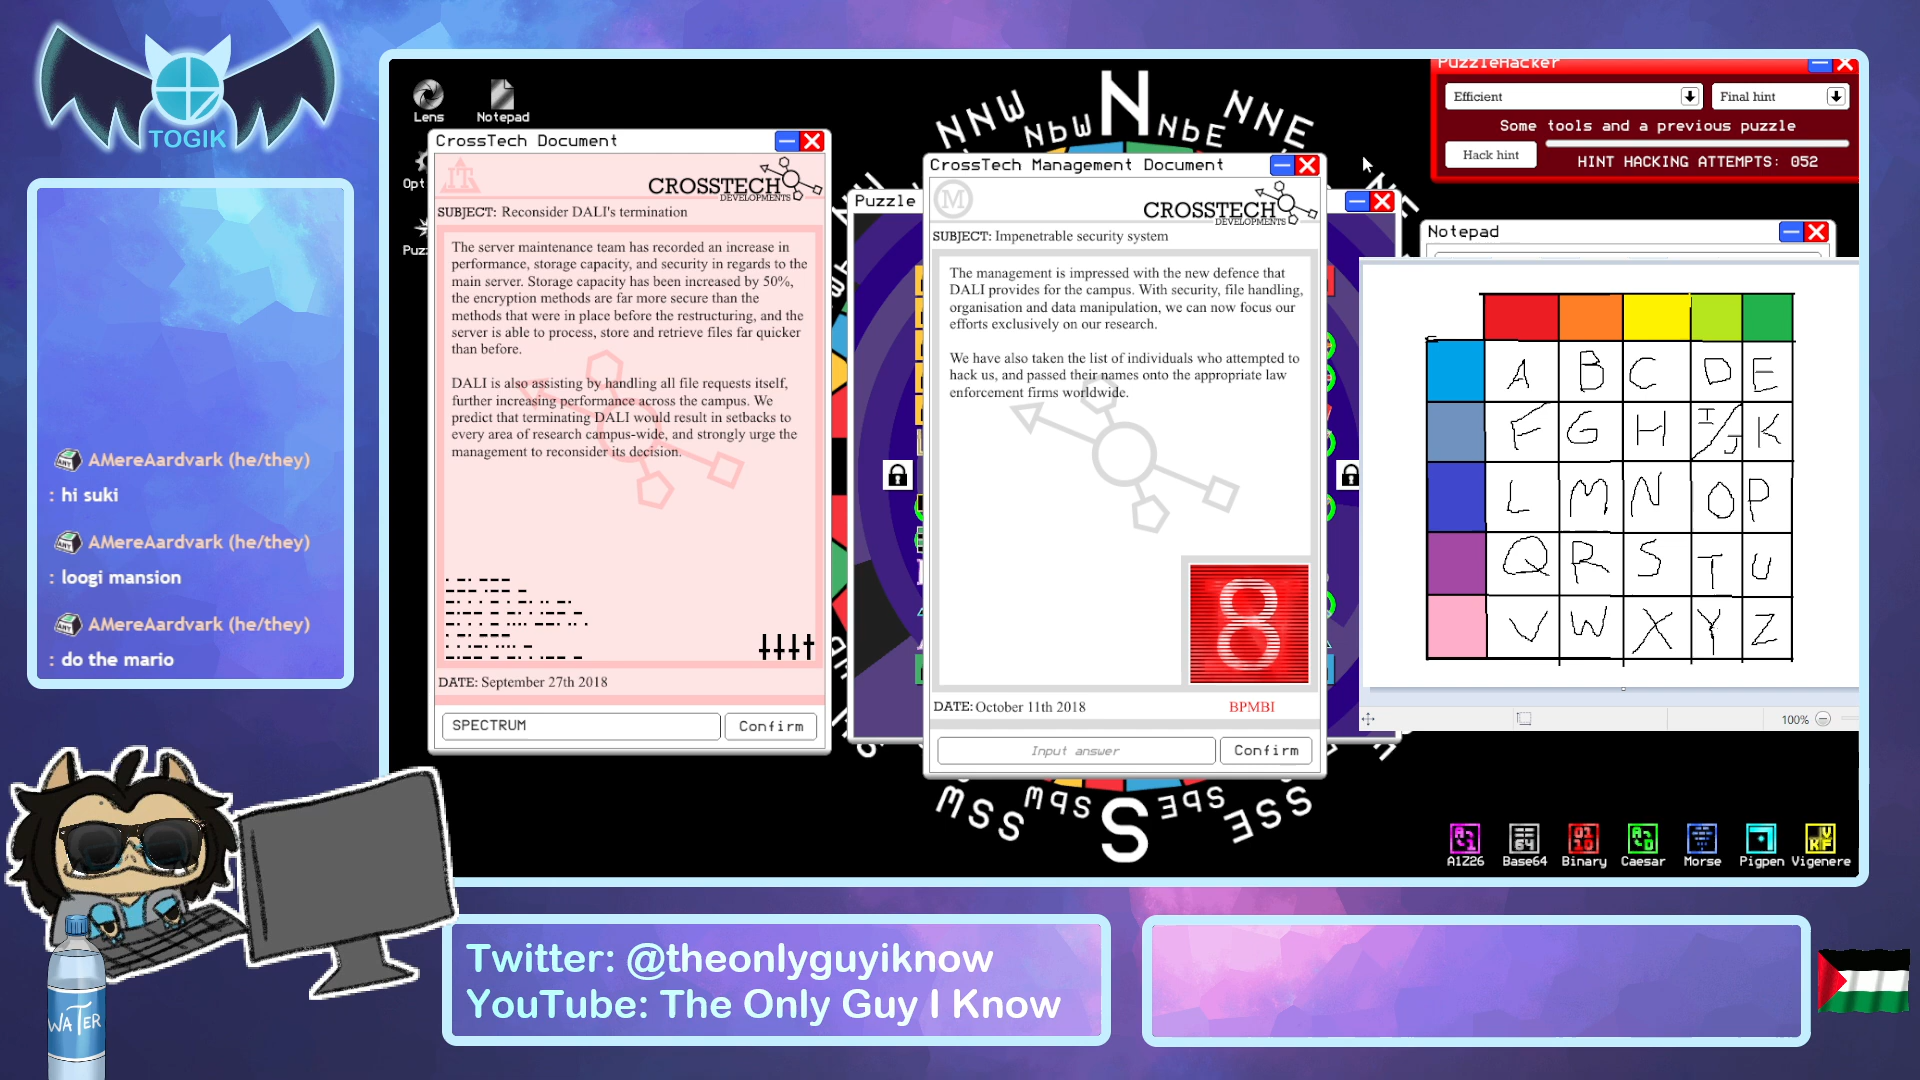 TOGIK
AMereAardvark (he/they)
: hi suki
AMereAardvark (he/they)
: loogi mansion
AMereAardvark (he/they)
: do the mario
Lens
Notepad
Opt
Puz
CrossTech Document
IT
CROSSTECH
DEVELOPMENTS
SUBJECT: Reconsider DALI's termination
The server maintenance team has recorded an increase in
performance, storage capacity, and security in regards to the
main server. Storage capacity has been increased by 50%,
the encryption methods are far more secure than the
methods that were in place before the restructuring, and the
server is able to process, store and retrieve files far quicker
than before.
DALI is also assisting by handling all file requests itself,
further increasing performance across the campus. We
predict that terminating DALI would result in setbacks to
every area of research campus-wide, and strongly urge the
management to reconsider its decision.
DATE: September 27th 2018
SPECTRUM
Confirm
NNW
NbW
N
NbE
NNE
Puzzle
CrossTech Management Document
M
CROSSTECH
DEVELOPMENTS
SUBJECT: Impenetrable security system
The management is impressed with the new defence that
DALI provides for the campus. With security, file handling,
organisation and data manipulation, we can now focus our
efforts exclusively on our research.
We have also taken the list of individuals who attempted to
hack us, and passed their names onto the appropriate law
enforcement firms worldwide.
8
DATE: October 11th 2018
BPMBI
Input answer
Confirm
SSW
SbW
S
SbE
SSE
PuzzleHacker
Efficient
Final hint
Some tools and a previous puzzle
Hack hint
HINT HACKING ATTEMPTS: 052
Notepad
A B C D E
F G H I/J K
L M N O P
Q R S T U
V W X Y Z
100%
A1Z26
Base64
Binary
Caesar
Morse
Pigpen
Vigenere
WATER
Twitter: @theonlyguyiknow
YouTube: The Only Guy I Know